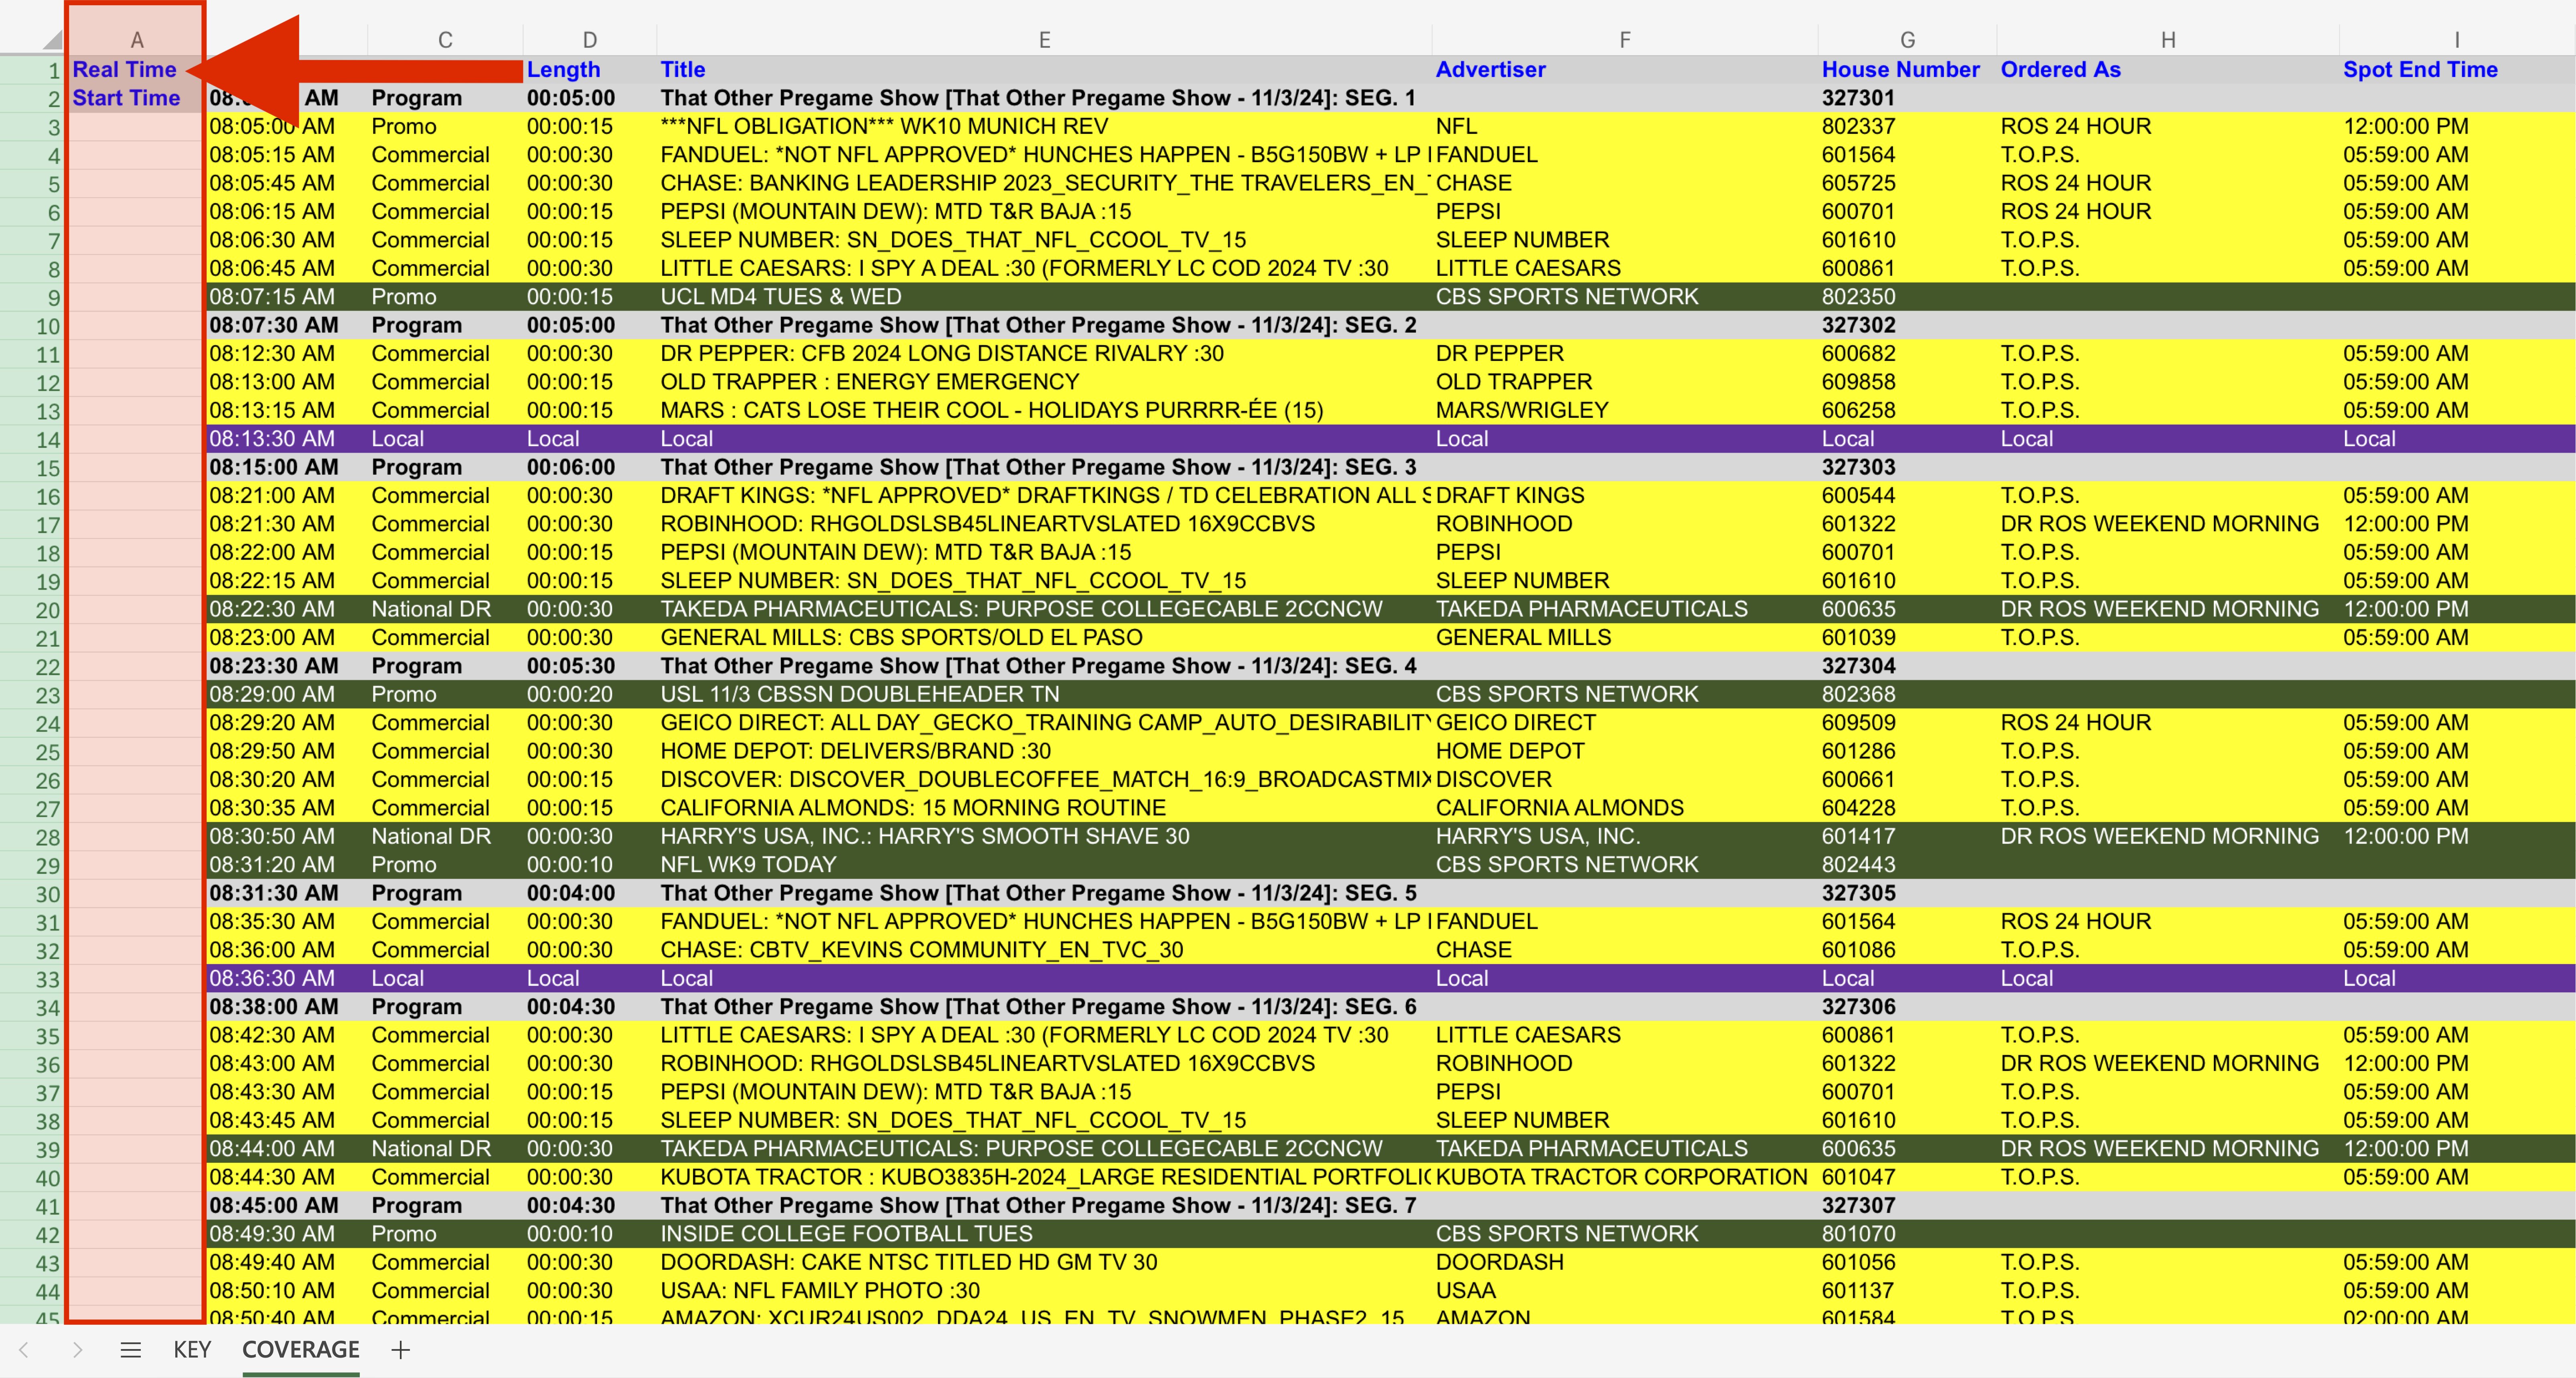 A C D E F G H I
1 Real Time Length Title Advertiser House Number Ordered As Spot End Time
2 Start Time 08: AM Program 00:05:00 That Other Pregame Show [That Other Pregame Show - 11/3/24]: SEG. 1 327301
3 08:05:00 AM Promo 00:00:15 ***NFL OBLIGATION*** WK10 MUNICH REV NFL 802337 ROS 24 HOUR 12:00:00 PM
4 08:05:15 AM Commercial 00:00:30 FANDUEL: *NOT NFL APPROVED* HUNCHES HAPPEN - B5G150BW + LP FANDUEL 601564 T.O.P.S. 05:59:00 AM
5 08:05:45 AM Commercial 00:00:30 CHASE: BANKING LEADERSHIP 2023_SECURITY_THE TRAVELERS_EN_ CHASE 605725 ROS 24 HOUR 05:59:00 AM
6 08:06:15 AM Commercial 00:00:15 PEPSI (MOUNTAIN DEW): MTD T&R BAJA :15 PEPSI 600701 ROS 24 HOUR 05:59:00 AM
7 08:06:30 AM Commercial 00:00:15 SLEEP NUMBER: SN_DOES_THAT_NFL_CCOOL_TV_15 SLEEP NUMBER 601610 T.O.P.S. 05:59:00 AM
8 08:06:45 AM Commercial 00:00:30 LITTLE CAESARS: I SPY A DEAL :30 (FORMERLY LC COD 2024 TV :30 LITTLE CAESARS 600861 T.O.P.S. 05:59:00 AM
9 08:07:15 AM Promo 00:00:15 UCL MD4 TUES & WED CBS SPORTS NETWORK 802350
10 08:07:30 AM Program 00:05:00 That Other Pregame Show [That Other Pregame Show - 11/3/24]: SEG. 2 327302
11 08:12:30 AM Commercial 00:00:30 DR PEPPER: CFB 2024 LONG DISTANCE RIVALRY :30 DR PEPPER 600682 T.O.P.S. 05:59:00 AM
12 08:13:00 AM Commercial 00:00:15 OLD TRAPPER : ENERGY EMERGENCY OLD TRAPPER 609858 T.O.P.S. 05:59:00 AM
13 08:13:15 AM Commercial 00:00:15 MARS : CATS LOSE THEIR COOL - HOLIDAYS PURRRR-ÉE (15) MARS/WRIGLEY 606258 T.O.P.S. 05:59:00 AM
14 08:13:30 AM Local Local Local Local Local Local Local
15 08:15:00 AM Program 00:06:00 That Other Pregame Show [That Other Pregame Show - 11/3/24]: SEG. 3 327303
16 08:21:00 AM Commercial 00:00:30 DRAFT KINGS: *NFL APPROVED* DRAFTKINGS / TD CELEBRATION ALL S DRAFT KINGS 600544 T.O.P.S. 05:59:00 AM
17 08:21:30 AM Commercial 00:00:30 ROBINHOOD: RHGOLDSLSB45LINEARTVSLATED 16X9CCBVS ROBINHOOD 601322 DR ROS WEEKEND MORNING 12:00:00 PM
18 08:22:00 AM Commercial 00:00:15 PEPSI (MOUNTAIN DEW): MTD T&R BAJA :15 PEPSI 600701 T.O.P.S. 05:59:00 AM
19 08:22:15 AM Commercial 00:00:15 SLEEP NUMBER: SN_DOES_THAT_NFL_CCOOL_TV_15 SLEEP NUMBER 601610 T.O.P.S. 05:59:00 AM
20 08:22:30 AM National DR 00:00:30 TAKEDA PHARMACEUTICALS: PURPOSE COLLEGECABLE 2CCNCW TAKEDA PHARMACEUTICALS 600635 DR ROS WEEKEND MORNING 12:00:00 PM
21 08:23:00 AM Commercial 00:00:30 GENERAL MILLS: CBS SPORTS/OLD EL PASO GENERAL MILLS 601039 T.O.P.S. 05:59:00 AM
22 08:23:30 AM Program 00:05:30 That Other Pregame Show [That Other Pregame Show - 11/3/24]: SEG. 4 327304
23 08:29:00 AM Promo 00:00:20 USL 11/3 CBSSN DOUBLEHEADER TN CBS SPORTS NETWORK 802368
24 08:29:20 AM Commercial 00:00:30 GEICO DIRECT: ALL DAY_GECKO_TRAINING CAMP_AUTO_DESIRABILITY GEICO DIRECT 609509 ROS 24 HOUR 05:59:00 AM
25 08:29:50 AM Commercial 00:00:30 HOME DEPOT: DELIVERS/BRAND :30 HOME DEPOT 601286 T.O.P.S. 05:59:00 AM
26 08:30:20 AM Commercial 00:00:15 DISCOVER: DISCOVER_DOUBLECOFFEE_MATCH_16:9_BROADCASTMIX DISCOVER 600661 T.O.P.S. 05:59:00 AM
27 08:30:35 AM Commercial 00:00:15 CALIFORNIA ALMONDS: 15 MORNING ROUTINE CALIFORNIA ALMONDS 604228 T.O.P.S. 05:59:00 AM
28 08:30:50 AM National DR 00:00:30 HARRY'S USA, INC.: HARRY'S SMOOTH SHAVE 30 HARRY'S USA, INC. 601417 DR ROS WEEKEND MORNING 12:00:00 PM
29 08:31:20 AM Promo 00:00:10 NFL WK9 TODAY CBS SPORTS NETWORK 802443
30 08:31:30 AM Program 00:04:00 That Other Pregame Show [That Other Pregame Show - 11/3/24]: SEG. 5 327305
31 08:35:30 AM Commercial 00:00:30 FANDUEL: *NOT NFL APPROVED* HUNCHES HAPPEN - B5G150BW + LP FANDUEL 601564 ROS 24 HOUR 05:59:00 AM
32 08:36:00 AM Commercial 00:00:30 CHASE: CBTV_KEVINS COMMUNITY_EN_TVC_30 CHASE 601086 T.O.P.S. 05:59:00 AM
33 08:36:30 AM Local Local Local Local Local Local Local
34 08:38:00 AM Program 00:04:30 That Other Pregame Show [That Other Pregame Show - 11/3/24]: SEG. 6 327306
35 08:42:30 AM Commercial 00:00:30 LITTLE CAESARS: I SPY A DEAL :30 (FORMERLY LC COD 2024 TV :30 LITTLE CAESARS 600861 T.O.P.S. 05:59:00 AM
36 08:43:00 AM Commercial 00:00:30 ROBINHOOD: RHGOLDSLSB45LINEARTVSLATED 16X9CCBVS ROBINHOOD 601322 DR ROS WEEKEND MORNING 12:00:00 PM
37 08:43:30 AM Commercial 00:00:15 PEPSI (MOUNTAIN DEW): MTD T&R BAJA :15 PEPSI 600701 T.O.P.S. 05:59:00 AM
38 08:43:45 AM Commercial 00:00:15 SLEEP NUMBER: SN_DOES_THAT_NFL_CCOOL_TV_15 SLEEP NUMBER 601610 T.O.P.S. 05:59:00 AM
39 08:44:00 AM National DR 00:00:30 TAKEDA PHARMACEUTICALS: PURPOSE COLLEGECABLE 2CCNCW TAKEDA PHARMACEUTICALS 600635 DR ROS WEEKEND MORNING 12:00:00 PM
40 08:44:30 AM Commercial 00:00:30 KUBOTA TRACTOR : KUBO3835H-2024_LARGE RESIDENTIAL PORTFOLIO KUBOTA TRACTOR CORPORATION 601047 T.O.P.S. 05:59:00 AM
41 08:45:00 AM Program 00:04:30 That Other Pregame Show [That Other Pregame Show - 11/3/24]: SEG. 7 327307
42 08:49:30 AM Promo 00:00:10 INSIDE COLLEGE FOOTBALL TUES CBS SPORTS NETWORK 801070
43 08:49:40 AM Commercial 00:00:30 DOORDASH: CAKE NTSC TITLED HD GM TV 30 DOORDASH 601056 T.O.P.S. 05:59:00 AM
44 08:50:10 AM Commercial 00:00:30 USAA: NFL FAMILY PHOTO :30 USAA 601137 T.O.P.S. 05:59:00 AM
45 08:50:40 AM Commercial 00:00:15 AMAZON: XCUR24US002_DDA24_US_EN_TV_SNOWMEN_PHASE2_15 AMAZON 601584 T.O.P.S. 02:00:00 AM
KEY COVERAGE